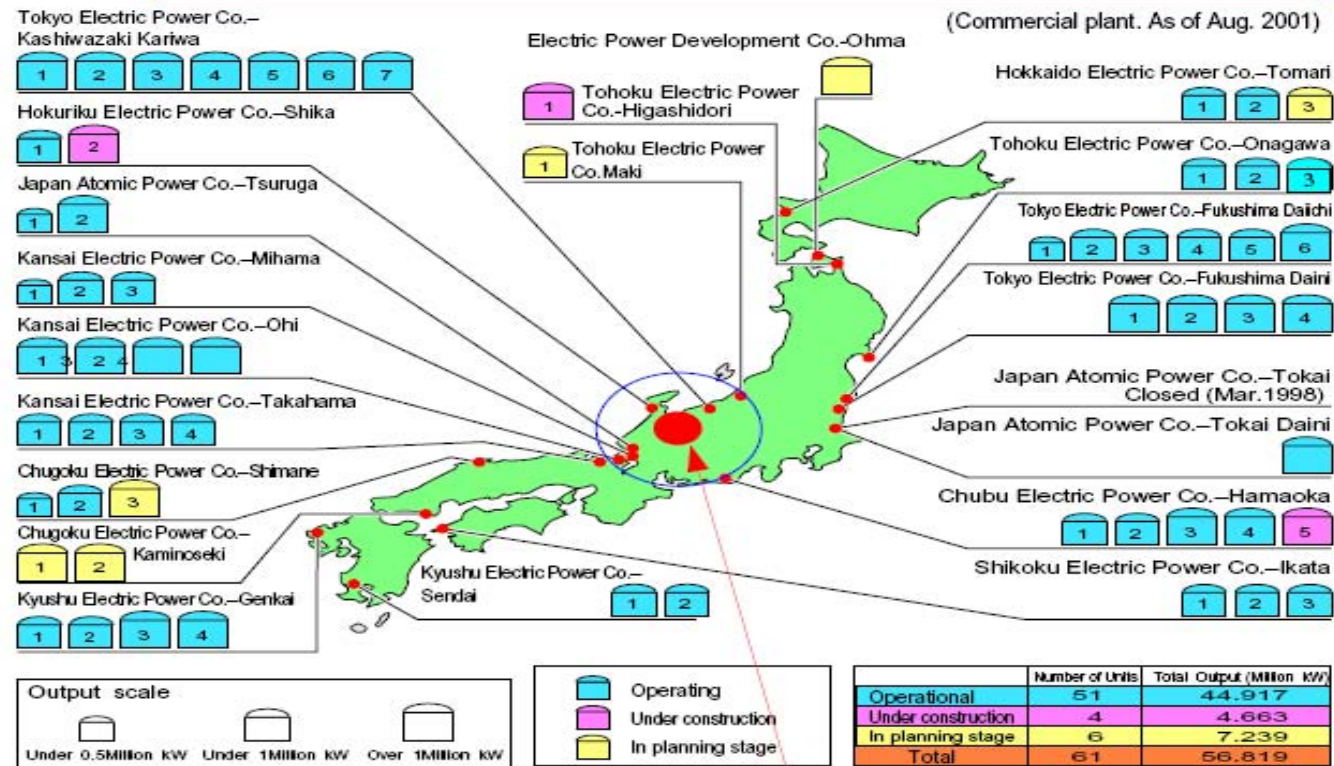 (Commercial plant. As of Aug. 2001)
Tokyo Electric Power Co.–
Kashiwazaki Kariwa
1 2 3 4 5 6 7
Hokuriku Electric Power Co.–Shika
1 2
Japan Atomic Power Co.–Tsuruga
1 2
Kansai Electric Power Co.–Mihama
1 2 3
Kansai Electric Power Co.–Ohi
1 3 2 4
Kansai Electric Power Co.–Takahama
1 2 3 4
Chugoku Electric Power Co.–Shimane
1 2 3
Chugoku Electric Power Co.–
Kaminoseki
1 2
Kyushu Electric Power Co.–Genkai
1 2 3 4
Electric Power Development Co.–Ohma
1 Tohoku Electric Power
Co.-Higashidori
1 Tohoku Electric Power
Co.Maki
Kyushu Electric Power Co.–
Sendai
1 2
Hokkaido Electric Power Co.–Tomari
1 2 3
Tohoku Electric Power Co.–Onagawa
1 2 3
Tokyo Electric Power Co.–Fukushima Daiichi
1 2 3 4 5 6
Tokyo Electric Power Co.–Fukushima Daini
1 2 3 4
Japan Atomic Power Co.–Tokai
Closed (Mar.1998)
Japan Atomic Power Co.–Tokai Daini
Chubu Electric Power Co.–Hamaoka
1 2 3 4 5
Shikoku Electric Power Co.–Ikata
1 2 3
Output scale
Under 0.5Million kW Under 1Million kW Over 1Million kW
Operating
Under construction
In planning stage
Number of Units Total Output (Million kW)
Operational 51 44.917
Under construction 4 4.663
In planning stage 6 7.239
Total 61 56.819